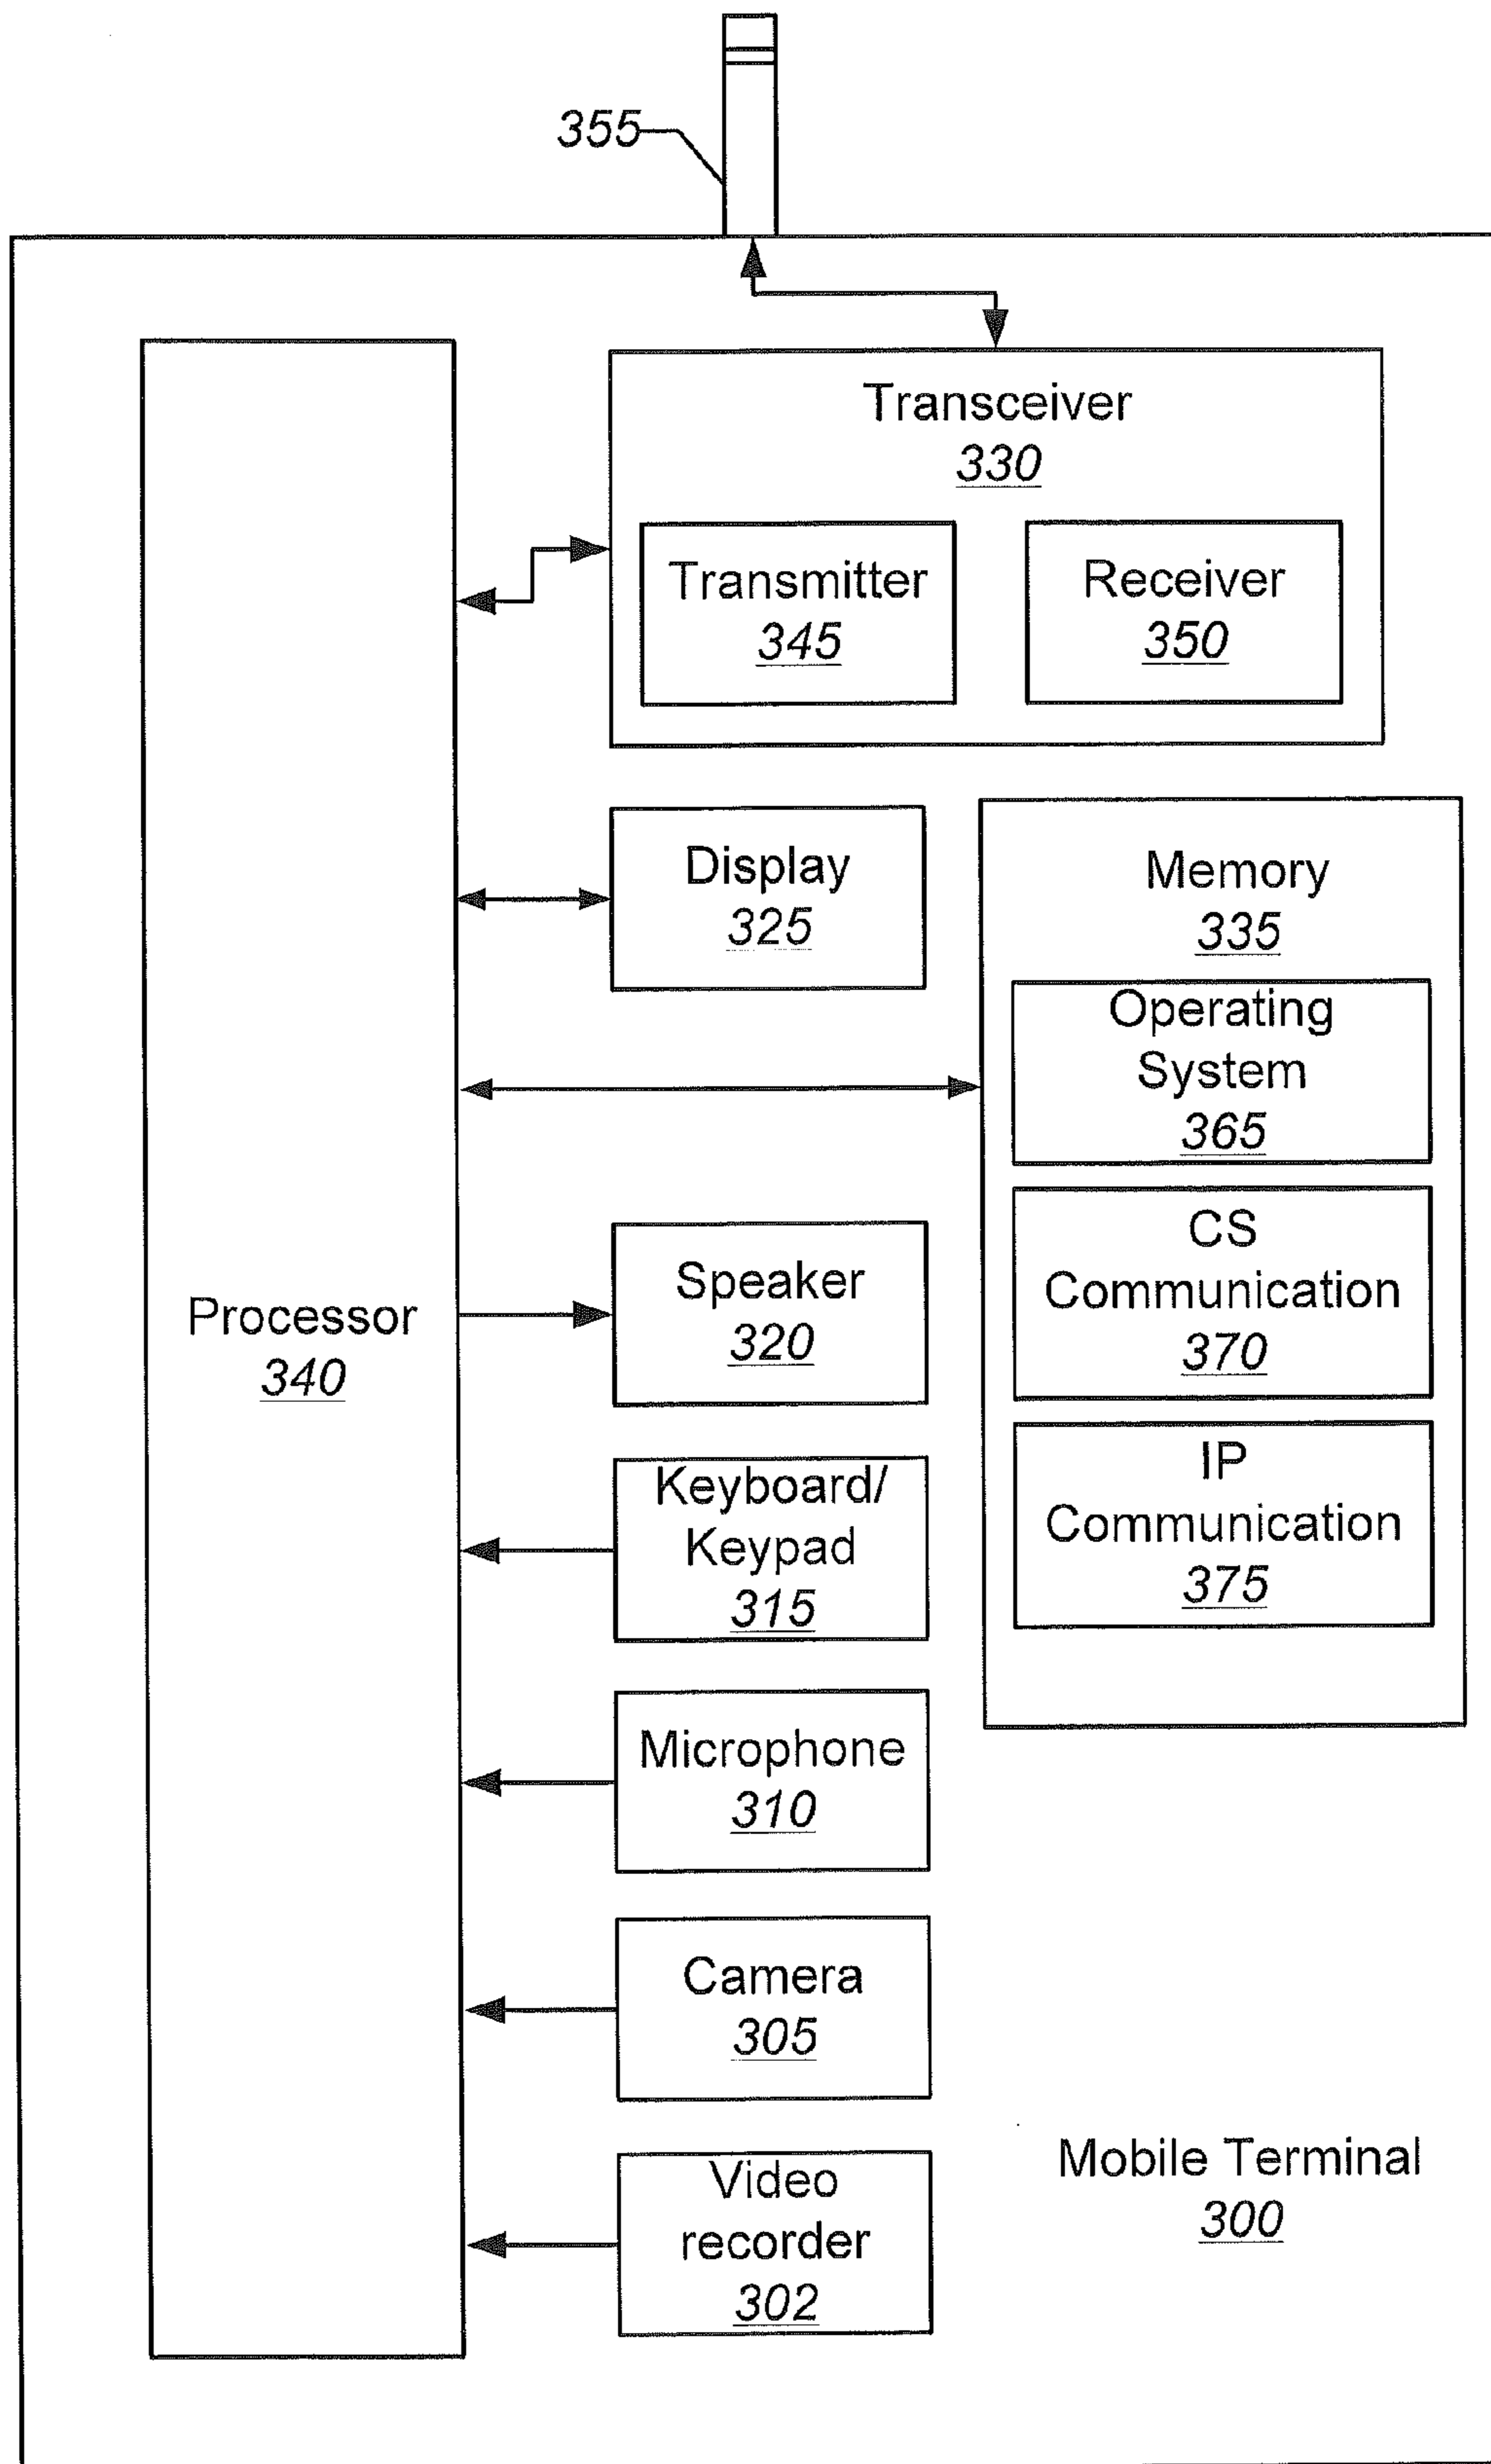 355
Transceiver
330
Transmitter
345
Receiver
350
Display
325
Memory
335
Operating
System
365
CS
Communication
370
IP
Communication
375
Processor
340
Speaker
320
Keyboard/
Keypad
315
Microphone
310
Camera
305
Video
recorder
302
Mobile Terminal
300